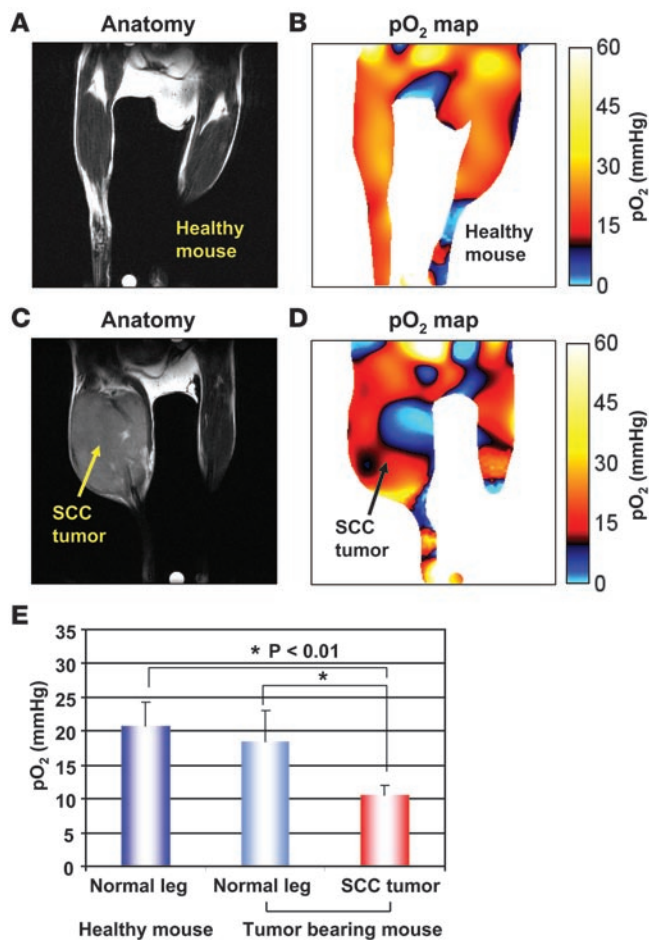 A
Anatomy
Healthy
mouse
B
pO₂ map
Healthy
mouse
60
45
30
15
0
pO₂ (mmHg)
C
Anatomy
SCC
tumor
D
pO₂ map
SCC
tumor
60
45
30
15
0
pO₂ (mmHg)
E
35
30
25
20
15
10
5
0
pO₂ (mmHg)
* P < 0.01
*
Normal leg
Normal leg
SCC tumor
Healthy mouse
Tumor bearing mouse